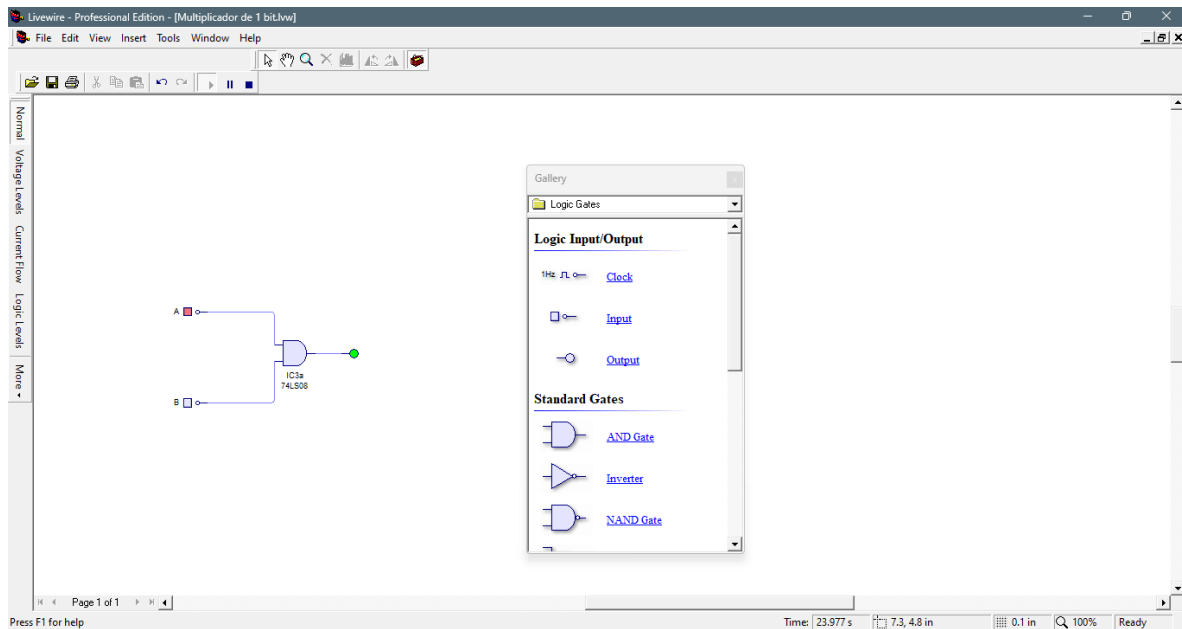 Livewire - Professional Edition - [Multiplicador de 1 bit.lvw]
File Edit View Insert Tools Window Help
Normal
Voltage Levels
Current Flow
Logic Levels
More
A
B
IC3a
74LS08
Gallery
Logic Gates
Logic Input/Output
1Hz Clock
Input
Output
Standard Gates
AND Gate
Inverter
NAND Gate
Page 1 of 1
Press F1 for help
Time: 23.977 s
7.3, 4.8 in
0.1 in
100%
Ready